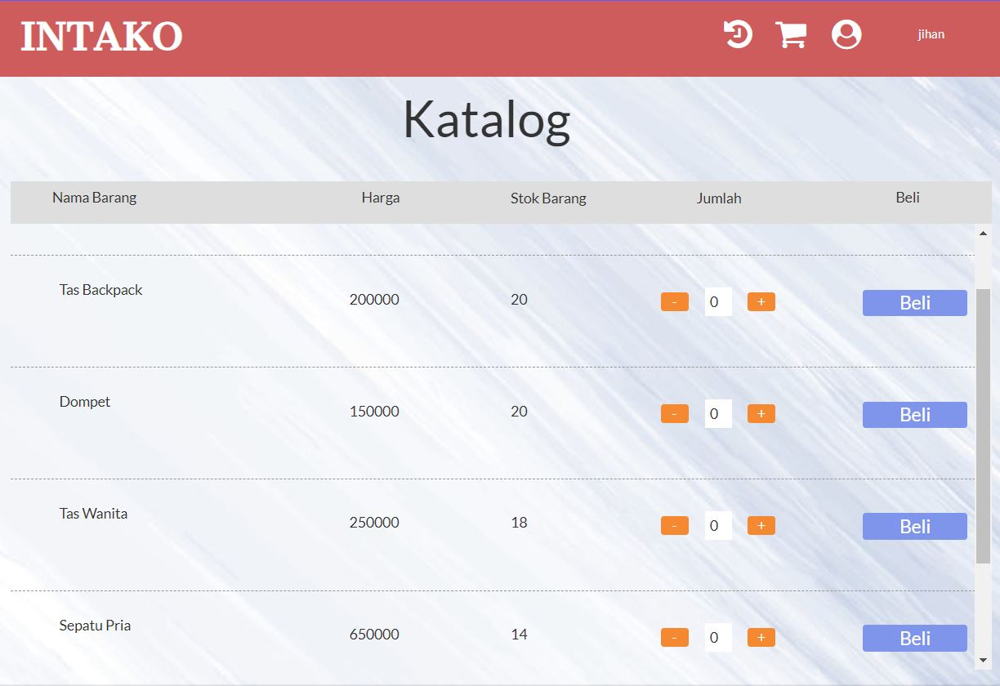 INTAKO jihan
Katalog
Nama Barang Harga Stok Barang Jumlah Beli
Tas Backpack 200000 20 - 0 + Beli
Dompet 150000 20 - 0 + Beli
Tas Wanita 250000 18 - 0 + Beli
Sepatu Pria 650000 14 - 0 + Beli